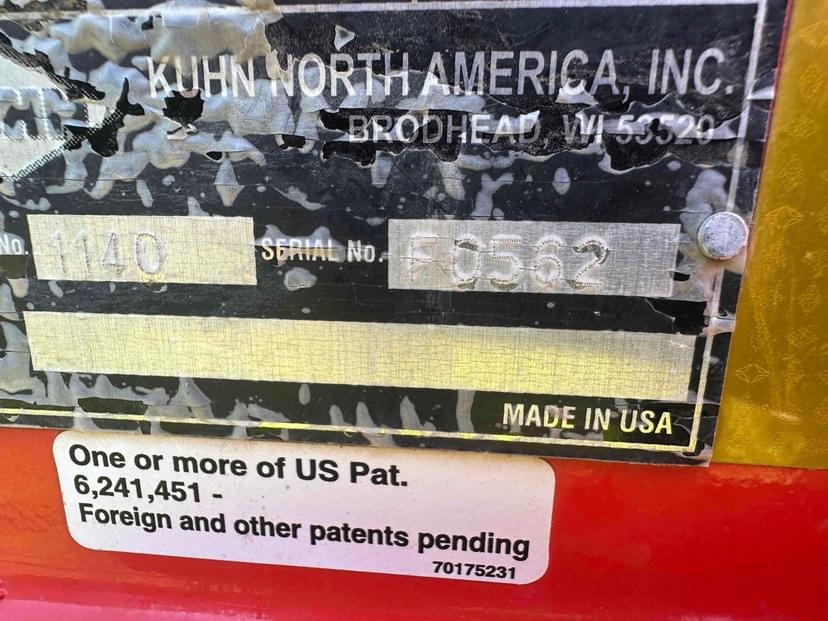 KUHN NORTH AMERICA, INC.
BRODHEAD, WI 53520
No. 1140 SERIAL No. F0562
MADE IN USA
One or more of US Pat.
6,241,451 -
Foreign and other patents pending
70175231